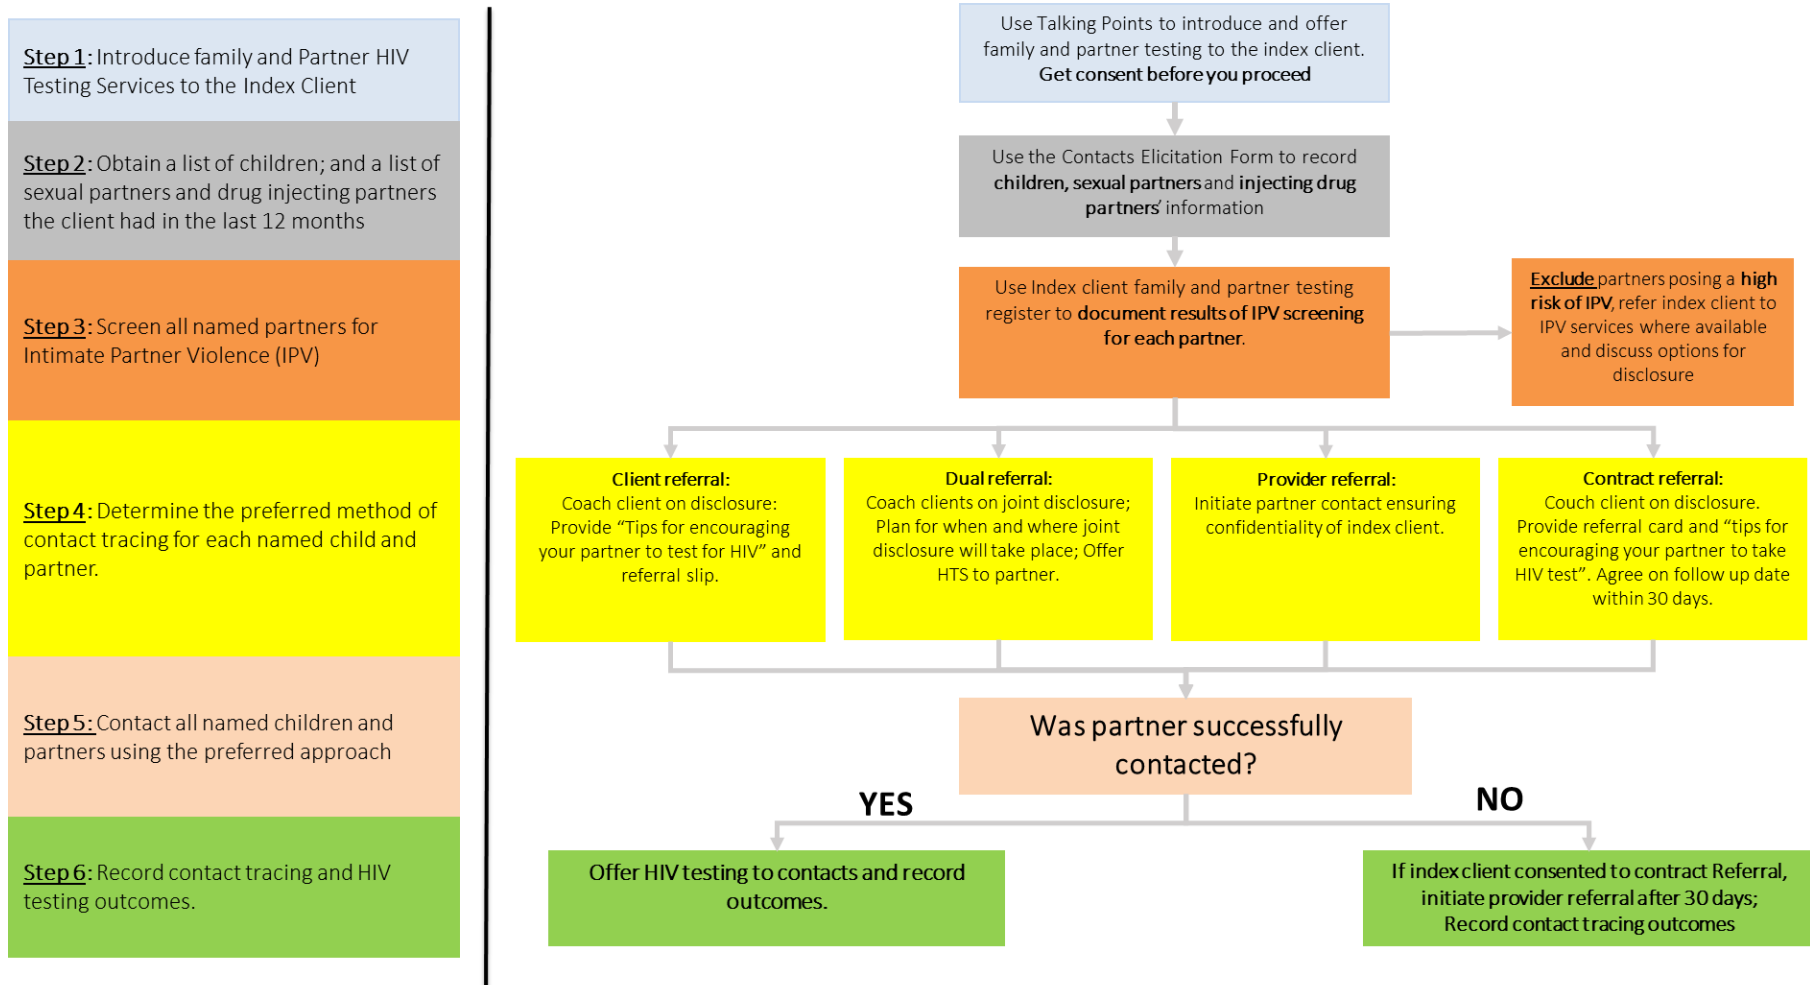 Step 1: Introduce family and Partner HIV
Testing Services to the Index Client
Step 2: Obtain a list of children; and a list of
sexual partners and drug injecting partners
the client had in the last 12 months
Step 3: Screen all named partners for
Intimate Partner Violence (IPV)
Step 4: Determine the preferred method of
contact tracing for each named child and
partner.
Step 5: Contact all named children and
partners using the preferred approach
Step 6: Record contact tracing and HIV
testing outcomes.
Use Talking Points to introduce and offer
family and partner testing to the index client.
Get consent before you proceed
Use the Contacts Elicitation Form to record
children, sexual partners and injecting drug
partners’ information
Use Index client family and partner testing
register to document results of IPV screening
for each partner.
Exclude partners posing a high
risk of IPV, refer index client to
IPV services where available
and discuss options for
disclosure
Client referral:
Coach client on disclosure:
Provide “Tips for encouraging
your partner to test for HIV” and
referral slip.
Dual referral:
Coach clients on joint disclosure;
Plan for when and where joint
disclosure will take place; Offer
HTS to partner.
Provider referral:
Initiate partner contact ensuring
confidentiality of index client.
Contract referral:
Couch client on disclosure.
Provide referral card and “tips for
encouraging your partner to take
HIV test”. Agree on follow up date
within 30 days.
Was partner successfully
contacted?
YES
NO
Offer HIV testing to contacts and record
outcomes.
If index client consented to contract Referral,
initiate provider referral after 30 days;
Record contact tracing outcomes